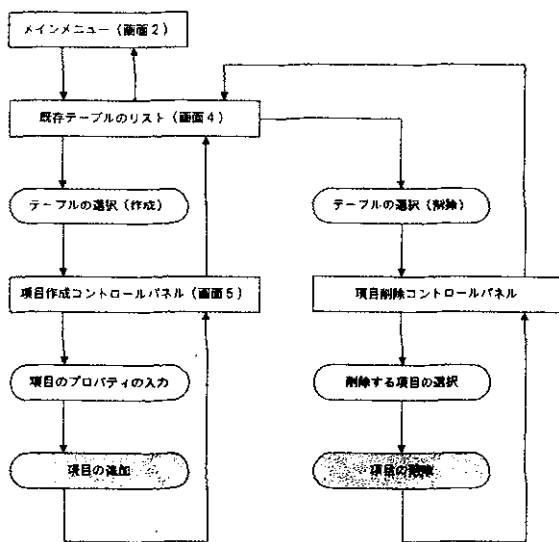 メインメニュー（画面２）
既存テーブルのリスト（画面４）
テーブルの選択（作成）
テーブルの選択（削除）
項目作成コントロールパネル（画面５）
項目削除コントロールパネル
項目のプロパティの入力
削除する項目の選択
項目の追加
項目の削除